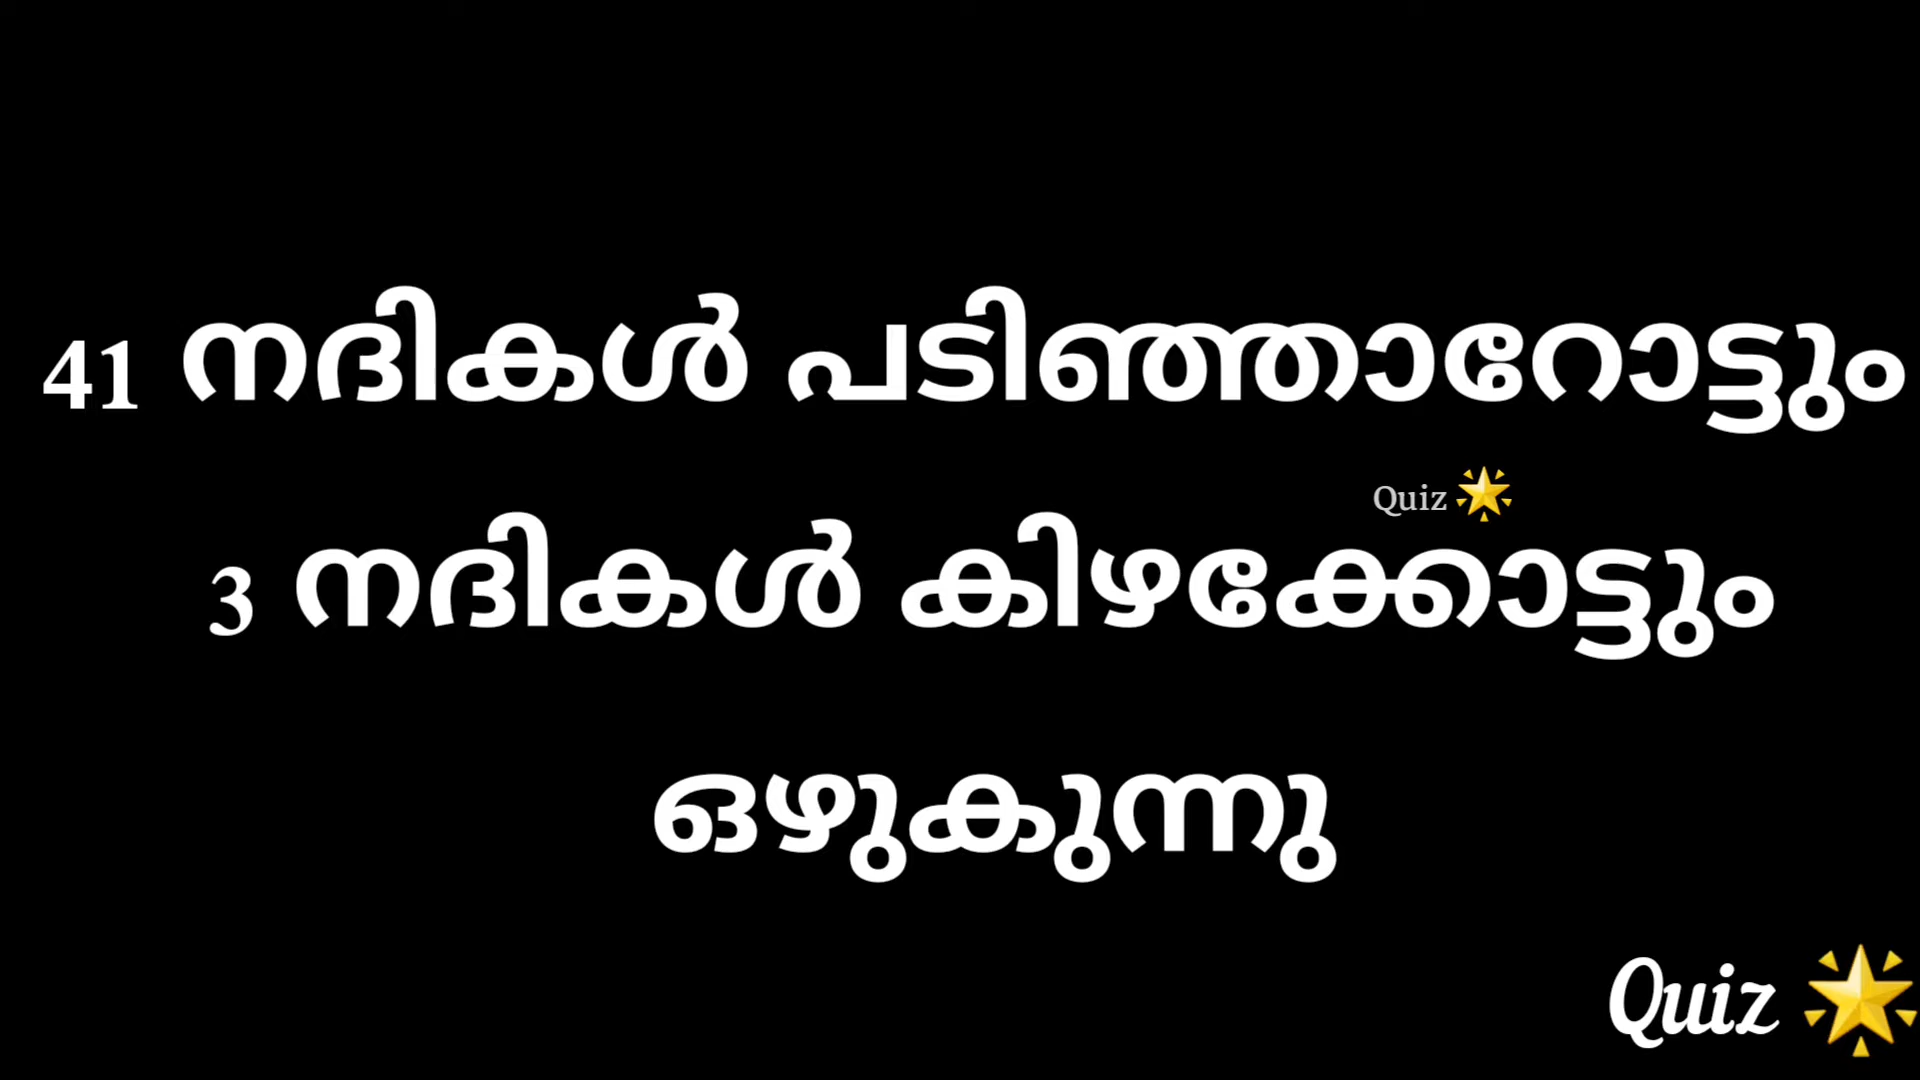 41 നദികൾ പടിഞ്ഞാറോട്ടും
Quiz 🌟
3 നദികൾ കിഴക്കോട്ടും
ഒഴുകുന്നു
Quiz 🌟